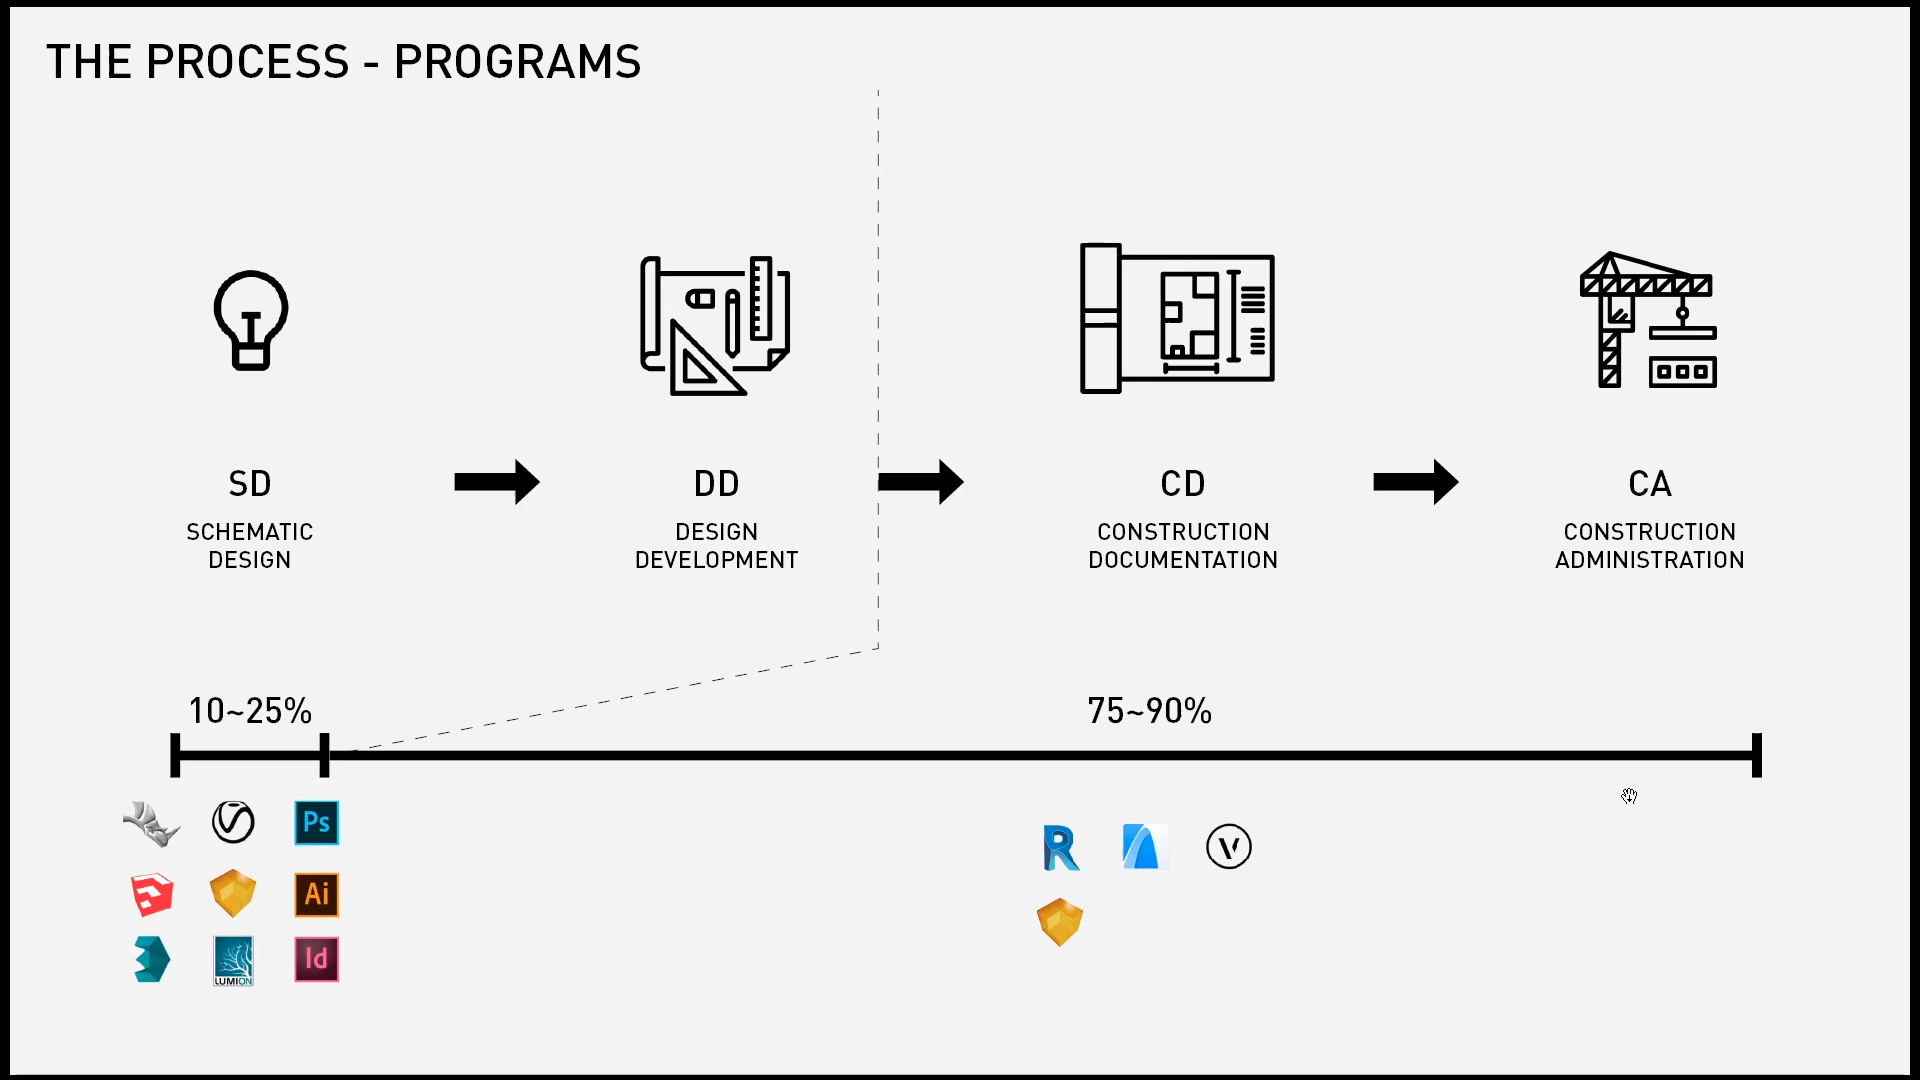 THE PROCESS - PROGRAMS
SD
SCHEMATIC
DESIGN
DD
DESIGN
DEVELOPMENT
CD
CONSTRUCTION
DOCUMENTATION
CA
CONSTRUCTION
ADMINISTRATION
10~25%
75~90%
Ps
Ai
LUMION
Id
R
V